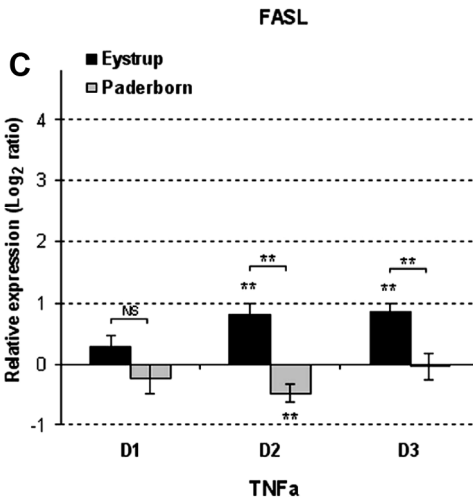 FASL
C
Eystrup
Paderborn
Relative expression (Log2 ratio)
4
3
2
1
0
-1
NS
**
**
**
**
**
D1 D2 D3
TNFa